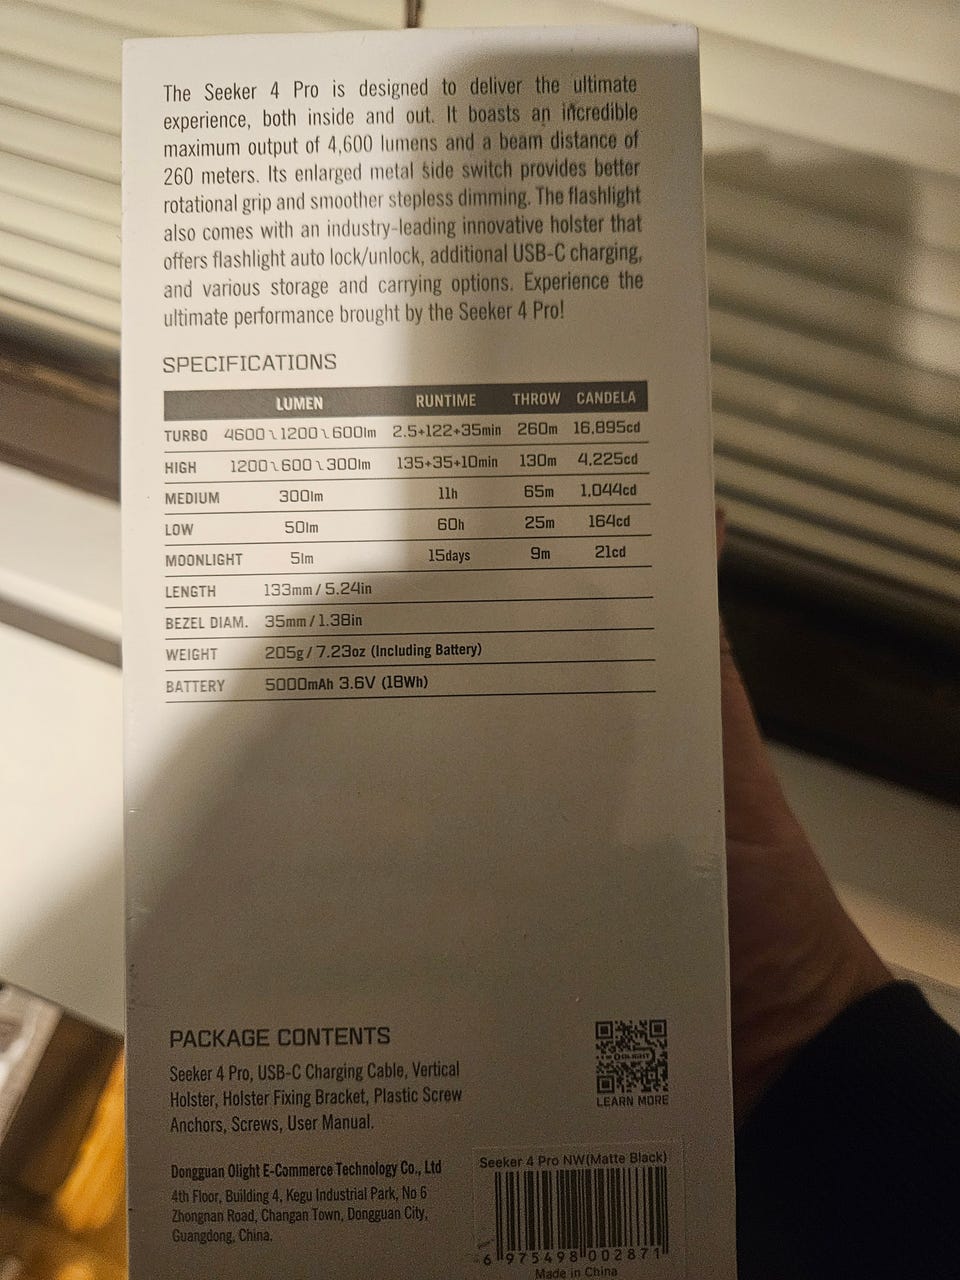 The Seeker 4 Pro is designed to deliver the ultimate
experience, both inside and out. It boasts an incredible
maximum output of 4,600 lumens and a beam distance of
260 meters. Its enlarged metal side switch provides better
rotational grip and smoother stepless dimming. The flashlight
also comes with an industry-leading innovative holster that
offers flashlight auto lock/unlock, additional USB-C charging,
and various storage and carrying options. Experience the
ultimate performance brought by the Seeker 4 Pro!
SPECIFICATIONS
LUMEN RUNTIME THROW CANDELA
TURBO 4600~1200~600lm 2.5+122+35min 260m 16,895cd
HIGH 1200~600~300lm 135+35+10min 130m 4,225cd
MEDIUM 300lm 11h 65m 1,044cd
LOW 50lm 60h 25m 164cd
MOONLIGHT 5lm 15days 9m 21cd
LENGTH 133mm / 5.24in
BEZEL DIAM. 35mm / 1.38in
WEIGHT 205g / 7.23oz (Including Battery)
BATTERY 5000mAh 3.6V (18Wh)
PACKAGE CONTENTS
Seeker 4 Pro, USB-C Charging Cable, Vertical
Holster, Holster Fixing Bracket, Plastic Screw
Anchors, Screws, User Manual.
OLIGHT
LEARN MORE
Dongguan Olight E-Commerce Technology Co., Ltd
4th Floor, Building 4, Kegu Industrial Park, No 6
Zhongnan Road, Changan Town, Dongguan City,
Guangdong, China.
Seeker 4 Pro NW(Matte Black)
6 975498 002871
Made in China